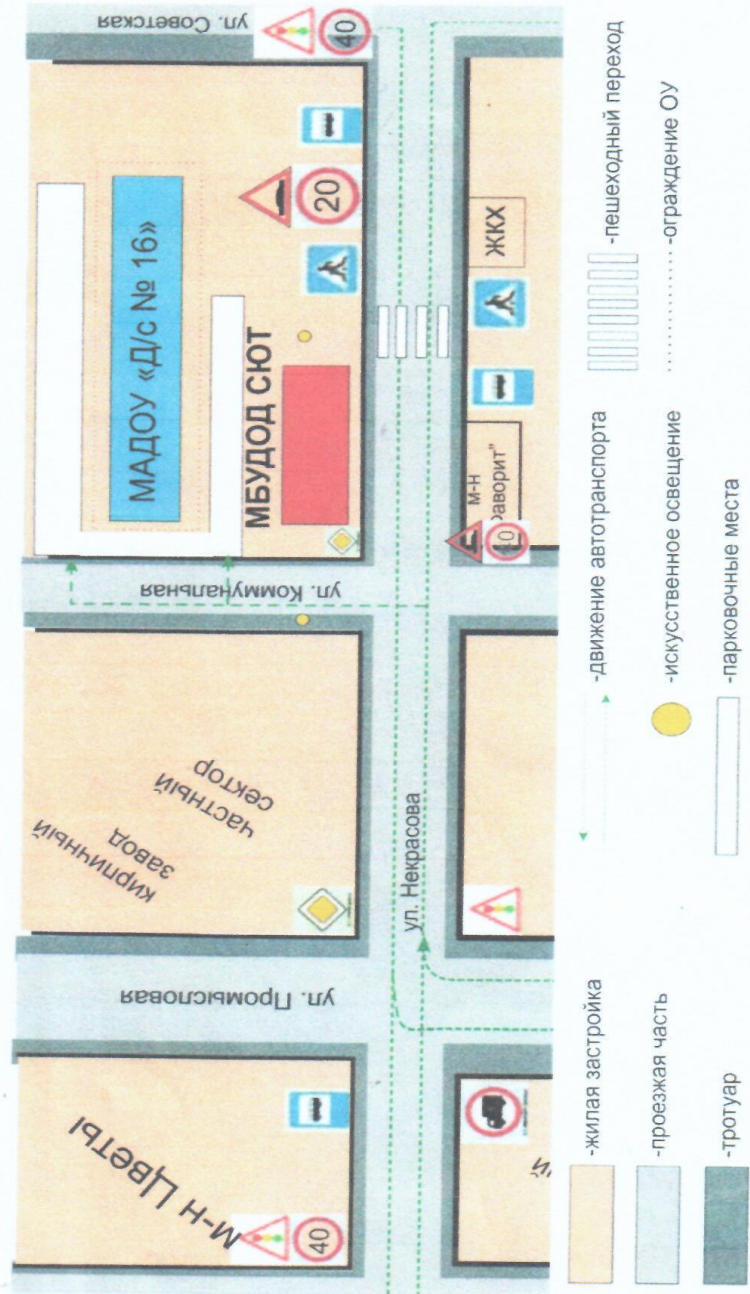 ул. Советская
40
МАДОУ «Д/с № 16»
МБУДОД СЮТ
20
ул. Коммунальная
кирпичный
завод
частный
сектор
ул. Промысловая
м-н Цветы
40
ул. Некрасова
м-н
ЖКХ
-жилая застройка
-проезжая часть
-тротуар
-движение автотранспорта
-искусственное освещение
-парковочные места
-пешеходный переход
-ограждение ОУ